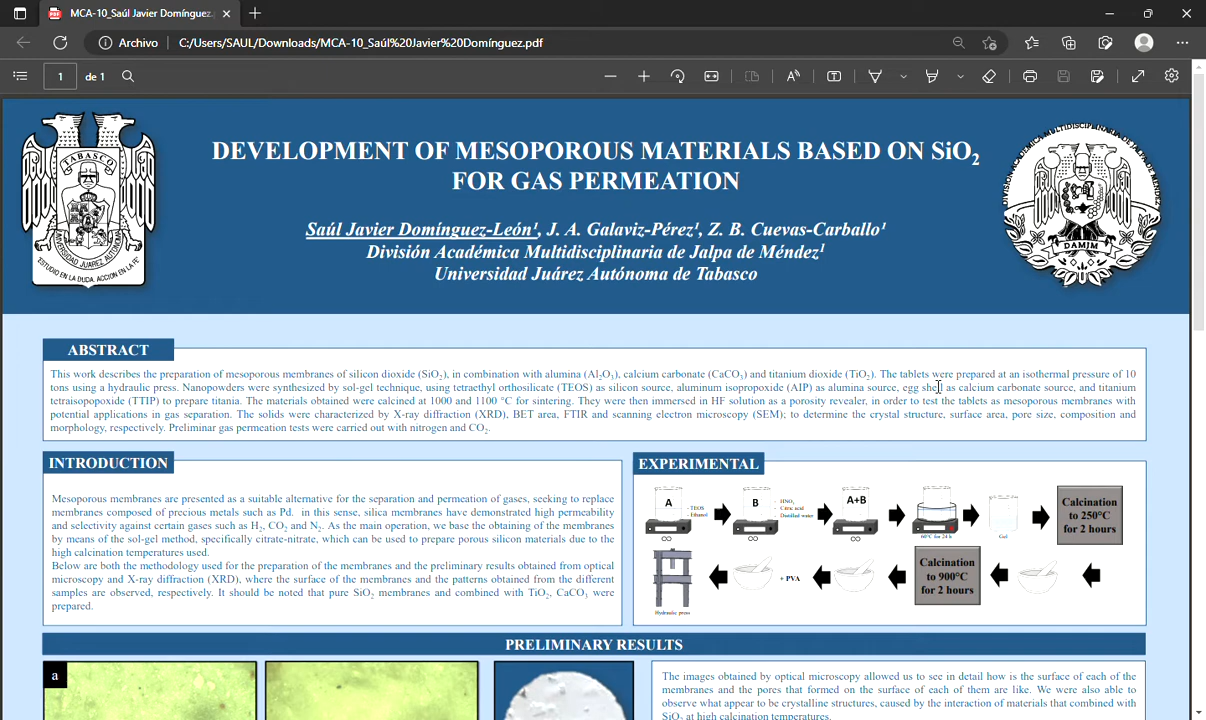 MCA-10_Saúl Javier Domínguez.
Archivo
C:/Users/SAUL/Downloads/MCA-10_Saúl%20Javier%20Domínguez.pdf
1 de 1
TABASCO
UNIVERSIDAD JUÁREZ AUTÓNOMA DE TABASCO
"ESTUDIO EN LA DUDA. ACCION EN LA FE"
DEVELOPMENT OF MESOPOROUS MATERIALS BASED ON SiO₂
FOR GAS PERMEATION
Saúl Javier Domínguez-León¹, J. A. Galaviz-Pérez¹, Z. B. Cuevas-Carballo¹
División Académica Multidisciplinaria de Jalpa de Méndez¹
Universidad Juárez Autónoma de Tabasco
DIVISIÓN ACADÉMICA MULTIDISCIPLINARIA DE JALPA DE MÉNDEZ
DAMJM
ABSTRACT
This work describes the preparation of mesoporous membranes of silicon dioxide (SiO₂), in combination with alumina (Al₂O₃), calcium carbonate (CaCO₃) and titanium dioxide (TiO₂). The tablets were prepared at an isothermal pressure of 10
tons using a hydraulic press. Nanopowders were synthesized by sol-gel technique, using tetraethyl orthosilicate (TEOS) as silicon source, aluminum isopropoxide (AIP) as alumina source, egg shell as calcium carbonate source, and titanium
tetraisopopoxide (TTIP) to prepare titania. The materials obtained were calcined at 1000 and 1100 °C for sintering. They were then immersed in HF solution as a porosity revealer, in order to test the tablets as mesoporous membranes with
potential applications in gas separation. The solids were characterized by X-ray diffraction (XRD), BET area, FTIR and scanning electron microscopy (SEM); to determine the crystal structure, surface area, pore size, composition and
morphology, respectively. Preliminar gas permeation tests were carried out with nitrogen and CO₂.
INTRODUCTION
Mesoporous membranes are presented as a suitable alternative for the separation and permeation of gases, seeking to replace
membranes composed of precious metals such as Pd. in this sense, silica membranes have demonstrated high permeability
and selectivity against certain gases such as H₂, CO₂ and N₂. As the main operation, we base the obtaining of the membranes
by means of the sol-gel method, specifically citrate-nitrate, which can be used to prepare porous silicon materials due to the
high calcination temperatures used.
Below are both the methodology used for the preparation of the membranes and the preliminary results obtained from optical
microscopy and X-ray diffraction (XRD), where the surface of the membranes and the patterns obtained from the different
samples are observed, respectively. It should be noted that pure SiO₂ membranes and combined with TiO₂, CaCO₃ were
prepared.
EXPERIMENTAL
A
- TEOS
- Ethanol
B
- HNO₃
- Citric acid
- Distilled water
A+B
60°C for 24 h
Gel
Calcination
to 250°C
for 2 hours
Hydraulic press
+ PVA
Calcination
to 900°C
for 2 hours
PRELIMINARY RESULTS
a
The images obtained by optical microscopy allowed us to see in detail how is the surface of each of the
membranes and the pores that formed on the surface of each of them are like. We were also able to
observe what appear to be crystalline structures, caused by the interaction of materials that combined with
SiO₂ at high calcination temperatures.